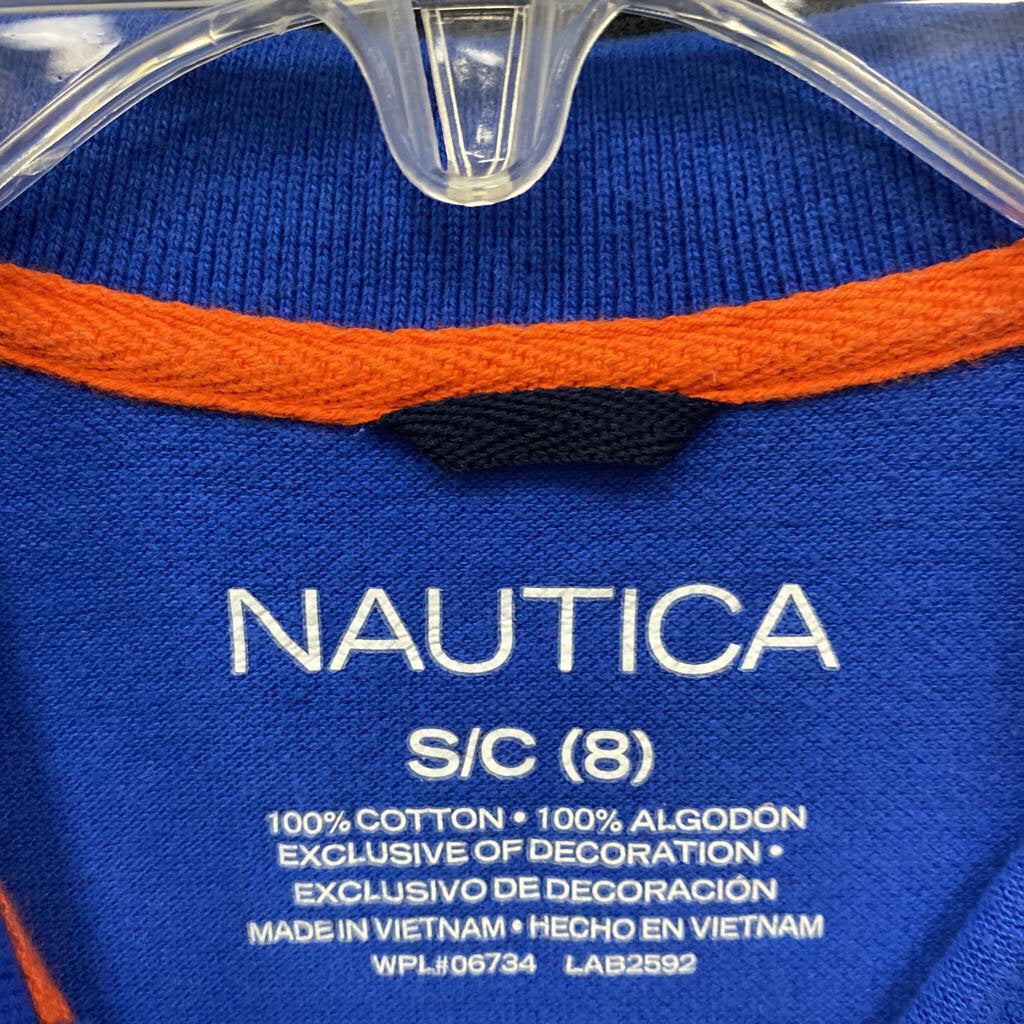 NAUTICA
S/C (8)
100% COTTON • 100% ALGODÓN
EXCLUSIVE OF DECORATION •
EXCLUSIVO DE DECORACIÓN
MADE IN VIETNAM • HECHO EN VIETNAM
WPL#06734 LAB2592